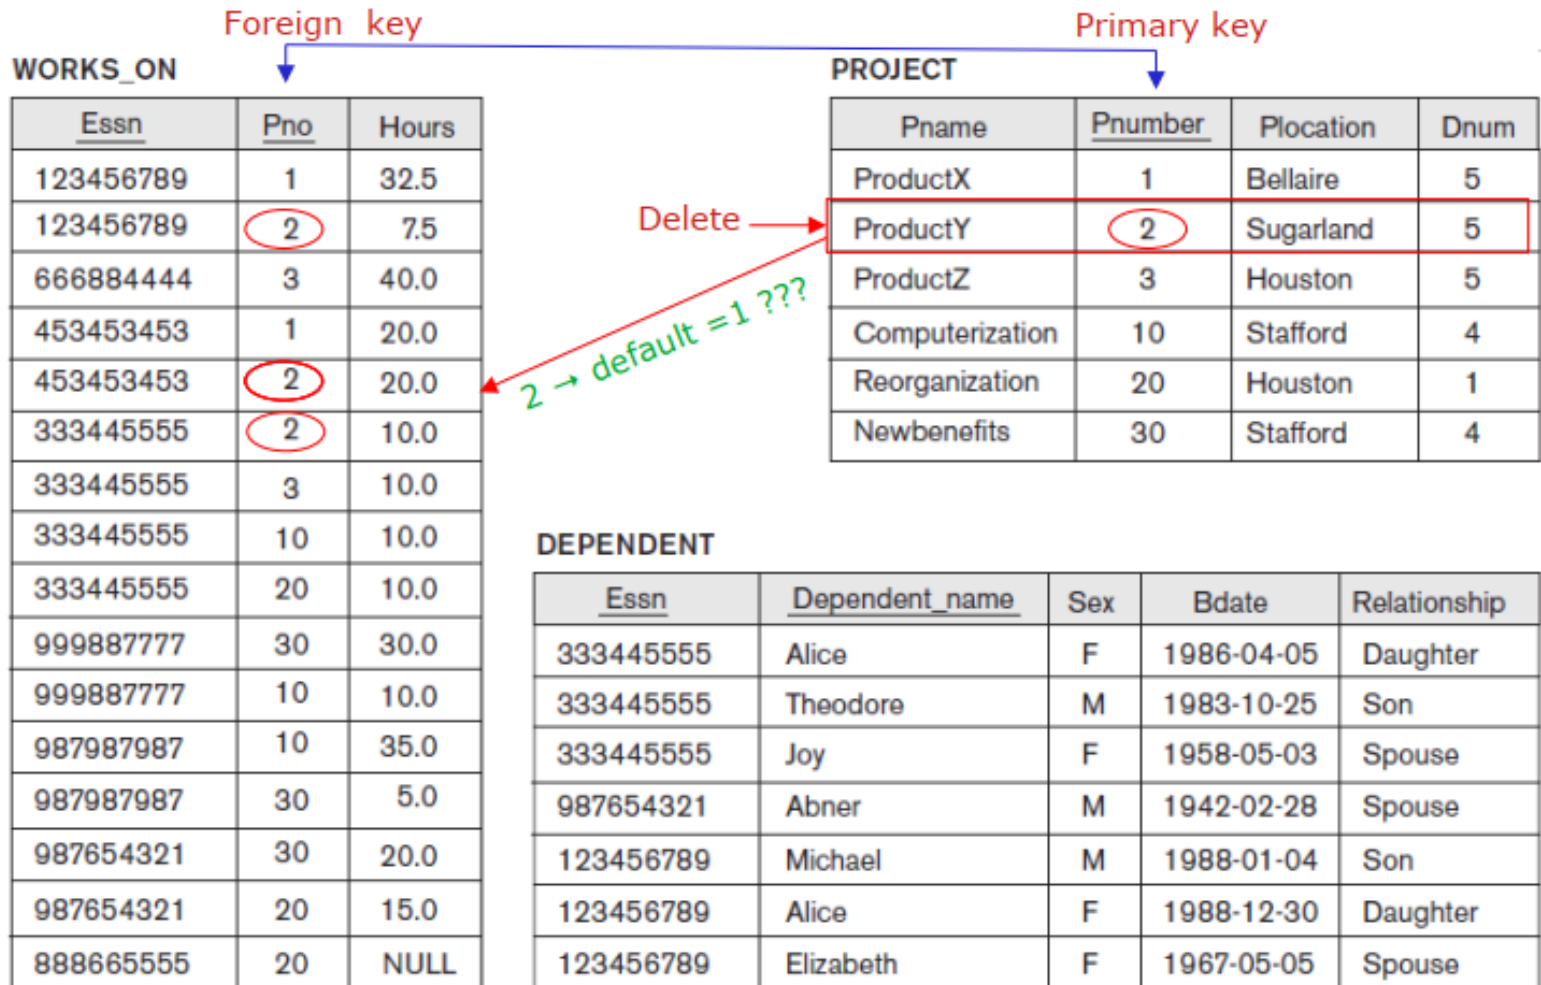 Foreign key
Primary key
WORKS_ON
Essn Pno Hours
123456789 1 32.5
123456789 2 7.5
666884444 3 40.0
453453453 1 20.0
453453453 2 20.0
333445555 2 10.0
333445555 3 10.0
333445555 10 10.0
333445555 20 10.0
999887777 30 30.0
999887777 10 10.0
987987987 10 35.0
987987987 30 5.0
987654321 30 20.0
987654321 20 15.0
888665555 20 NULL
PROJECT
Pname Pnumber Plocation Dnum
ProductX 1 Bellaire 5
ProductY 2 Sugarland 5
ProductZ 3 Houston 5
Computerization 10 Stafford 4
Reorganization 20 Houston 1
Newbenefits 30 Stafford 4
Delete
2 → default =1 ???
DEPENDENT
Essn Dependent_name Sex Bdate Relationship
333445555 Alice F 1986-04-05 Daughter
333445555 Theodore M 1983-10-25 Son
333445555 Joy F 1958-05-03 Spouse
987654321 Abner M 1942-02-28 Spouse
123456789 Michael M 1988-01-04 Son
123456789 Alice F 1988-12-30 Daughter
123456789 Elizabeth F 1967-05-05 Spouse